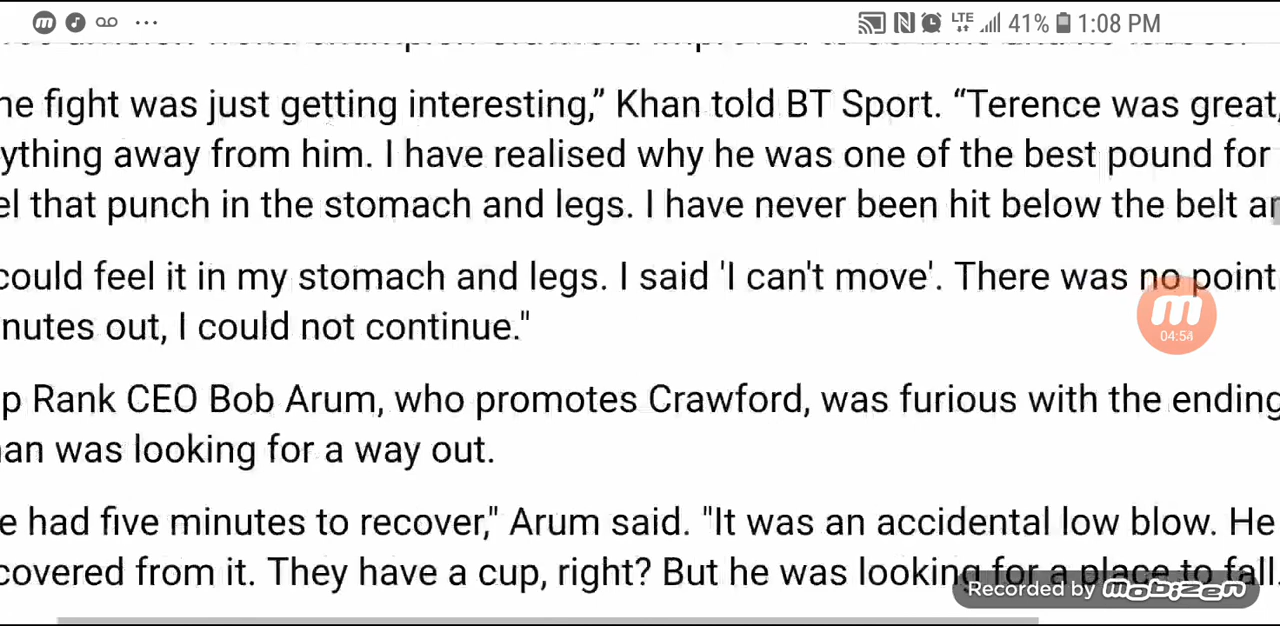 LTE 41% 1:08 PM
he fight was just getting interesting,” Khan told BT Sport. “Terence was great,
ything away from him. I have realised why he was one of the best pound for
el that punch in the stomach and legs. I have never been hit below the belt
could feel it in my stomach and legs. I said 'I can't move'. There was no point
nutes out, I could not continue."
04:54
p Rank CEO Bob Arum, who promotes Crawford, was furious with the ending
an was looking for a way out.
e had five minutes to recover," Arum said. "It was an accidental low blow. He
covered from it. They have a cup, right? But he was looking for a place to fall.
Recorded by mobizen